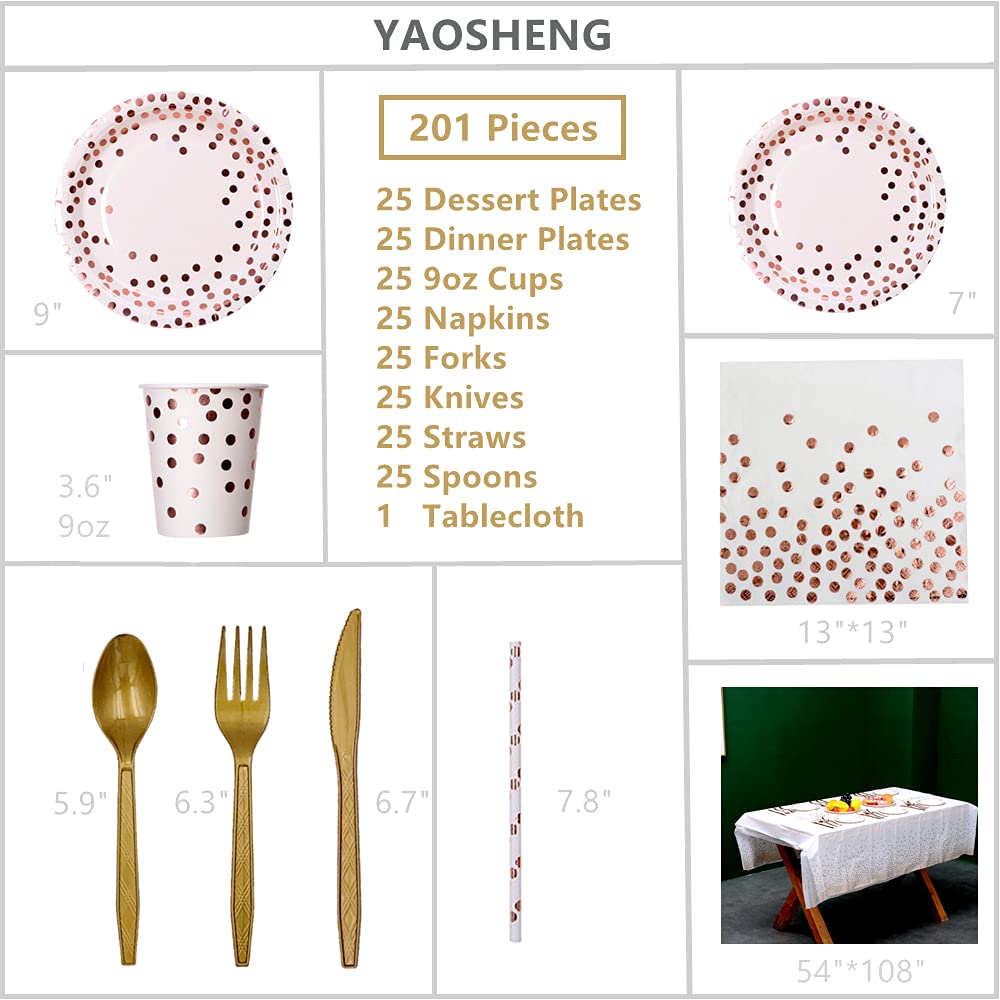 YAOSHENG
9"
201 Pieces
25 Dessert Plates
25 Dinner Plates
25 9oz Cups
25 Napkins
25 Forks
25 Knives
25 Straws
25 Spoons
1 Tablecloth
7"
3.6"
9oz
13"*13"
5.9"
6.3"
6.7"
7.8"
54"*108"